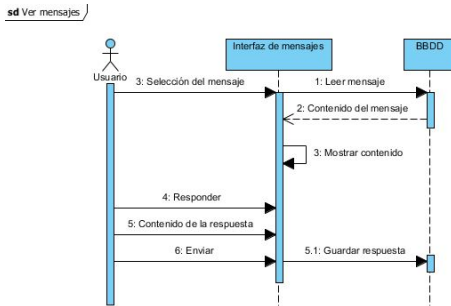 sd Ver mensajes
Interfaz de mensajes
BBDD
Usuario
3: Selección del mensaje
1: Leer mensaje
2: Contenido del mensaje
3: Mostrar contenido
4: Responder
5: Contenido de la respuesta
6: Enviar
5.1: Guardar respuesta